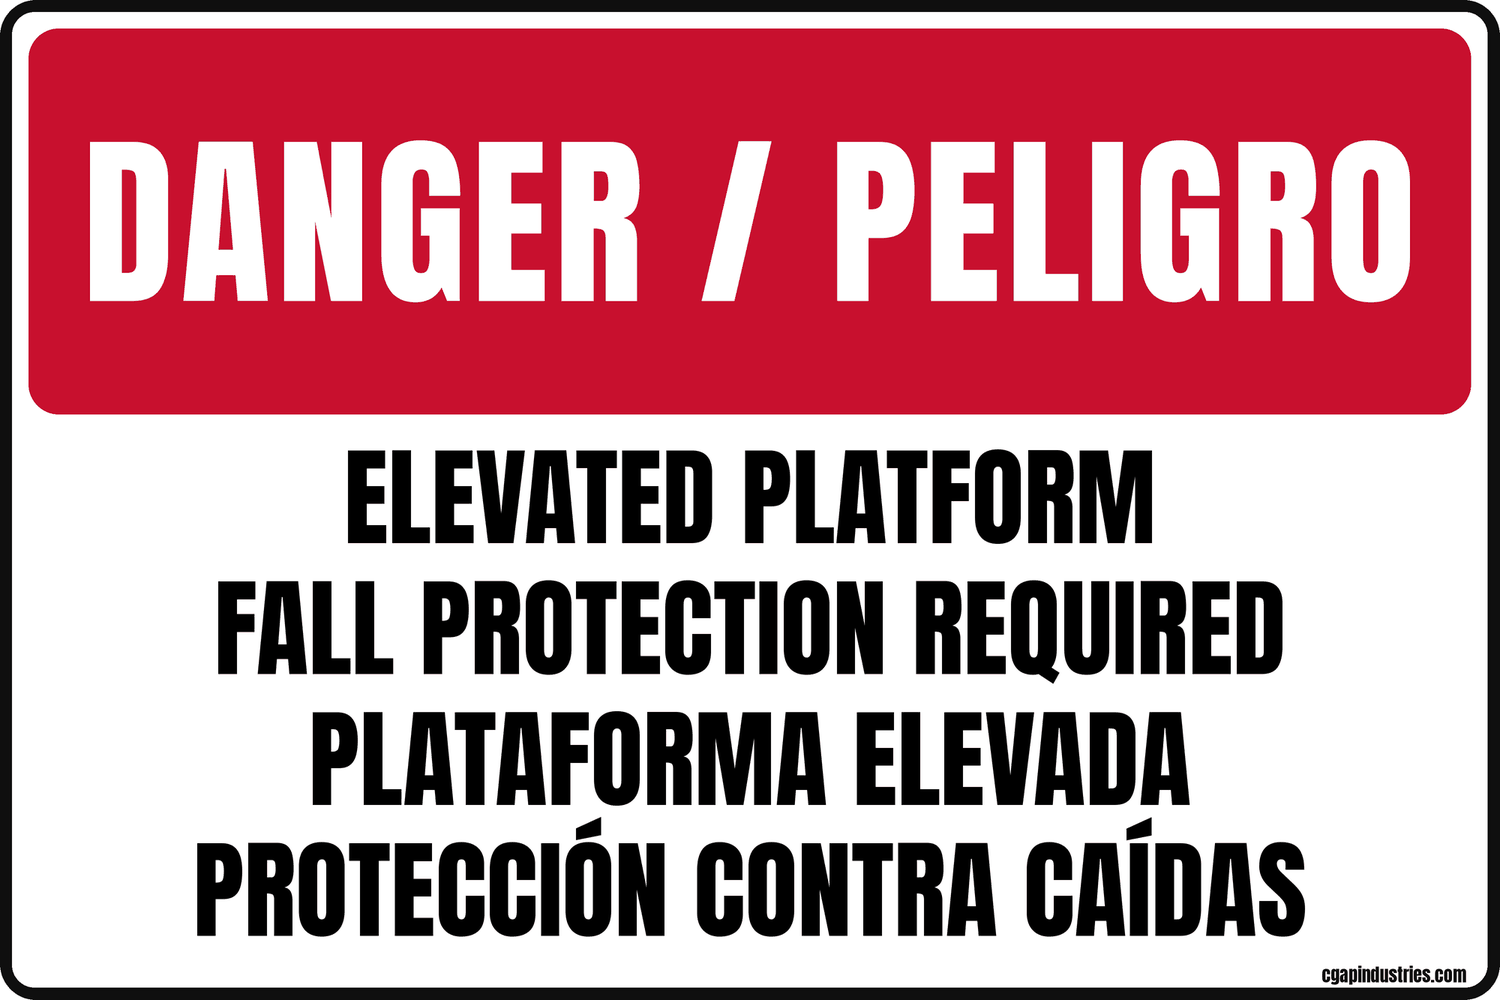 DANGER / PELIGRO
ELEVATED PLATFORM
FALL PROTECTION REQUIRED
PLATAFORMA ELEVADA
PROTECCIÓN CONTRA CAÍDAS
cgapindustries.com